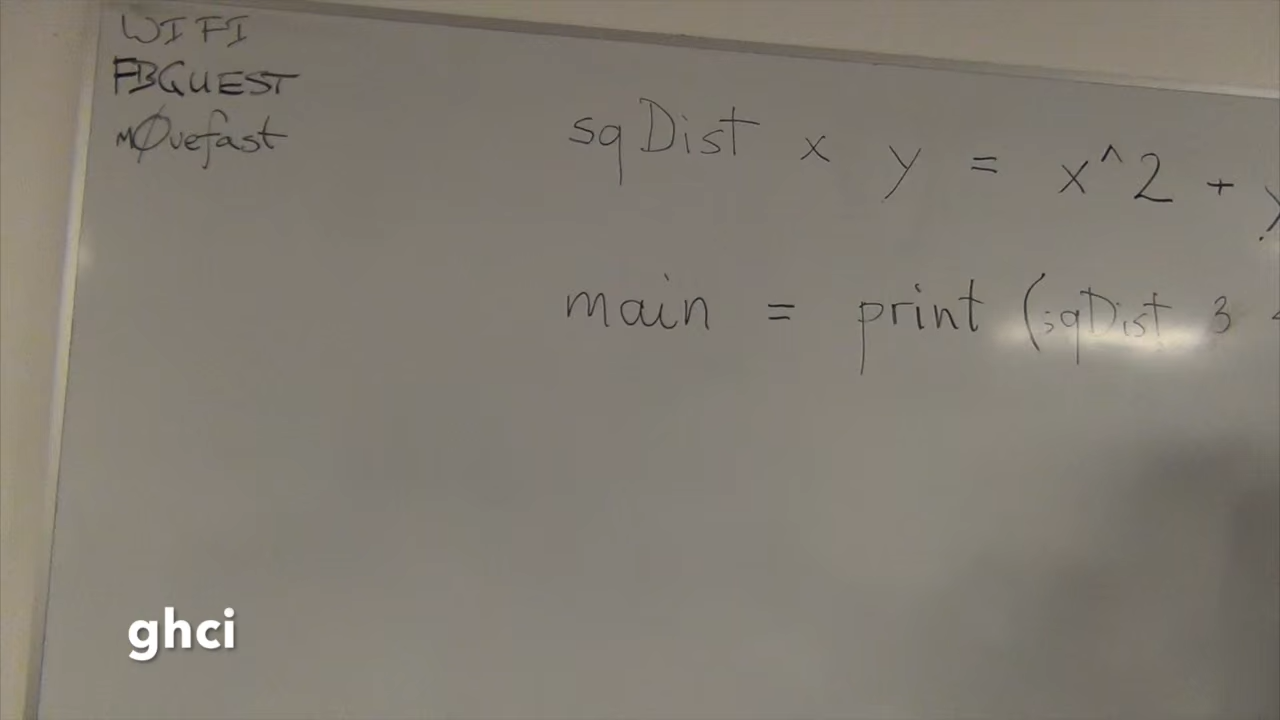 WIFI
FBGUEST
mØvefast
sqDist x y = x^2 +
main = print (sqDist 3
ghci